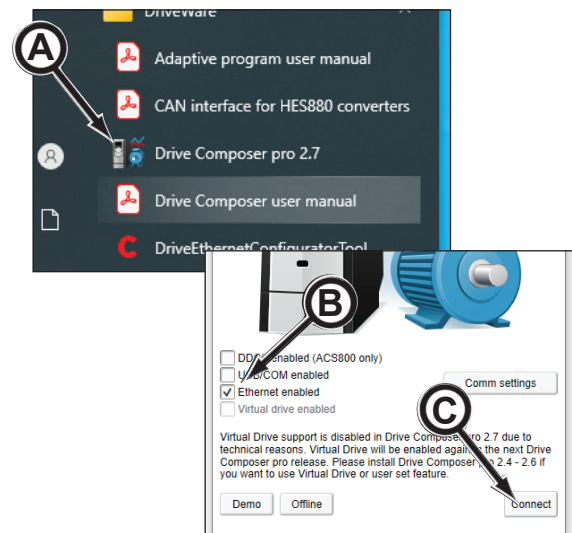 DriveWare
A
Adaptive program user manual
CAN interface for HES880 converters
Drive Composer pro 2.7
Drive Composer user manual
DriveEthernetConfiguratorTool
B
enabled (ACS800 only)
COM enabled
Ethernet enabled
Comm settings
Virtual drive enabled
C
Virtual Drive support is disabled in Drive Composer pro 2.7 due to
technical reasons. Virtual Drive will be enabled again the next Drive
Composer pro release. Please install Drive Composer pro 2.4 - 2.6 if
you want to use Virtual Drive or user set feature.
Demo
Offline
Connect